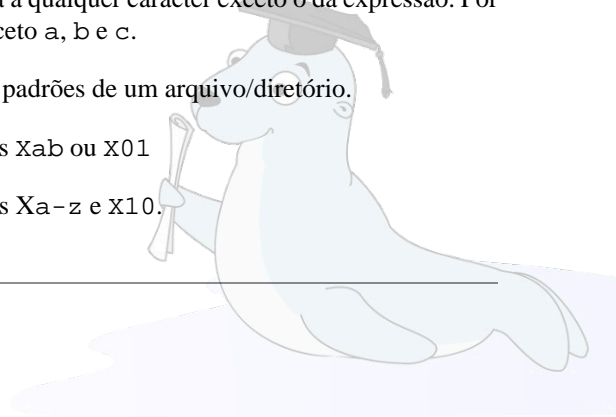 a qualquer caracter exceto o da expressão. Por
ceto a, b e c.
padrões de um arquivo/diretório.
s Xab ou X01
s Xa-z e X10.